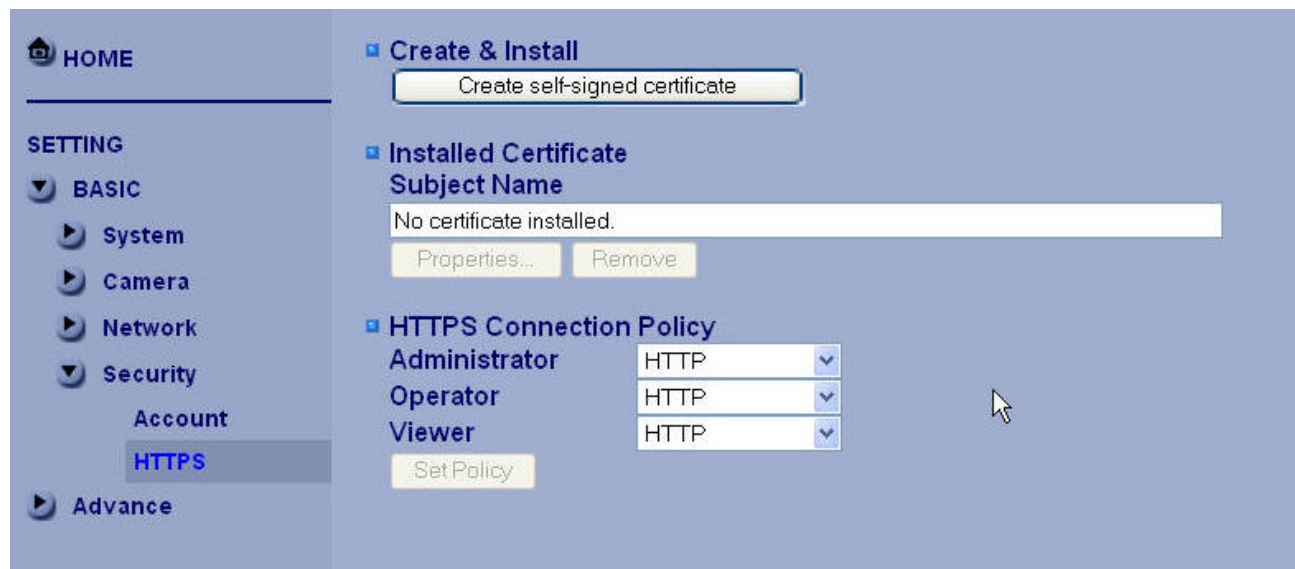 HOME
SETTING
BASIC
System
Camera
Network
Security
Account
HTTPS
Advance
Create & Install
Create self-signed certificate
Installed Certificate
Subject Name
No certificate installed.
Properties... Remove
HTTPS Connection Policy
Administrator HTTP
Operator HTTP
Viewer HTTP
Set Policy